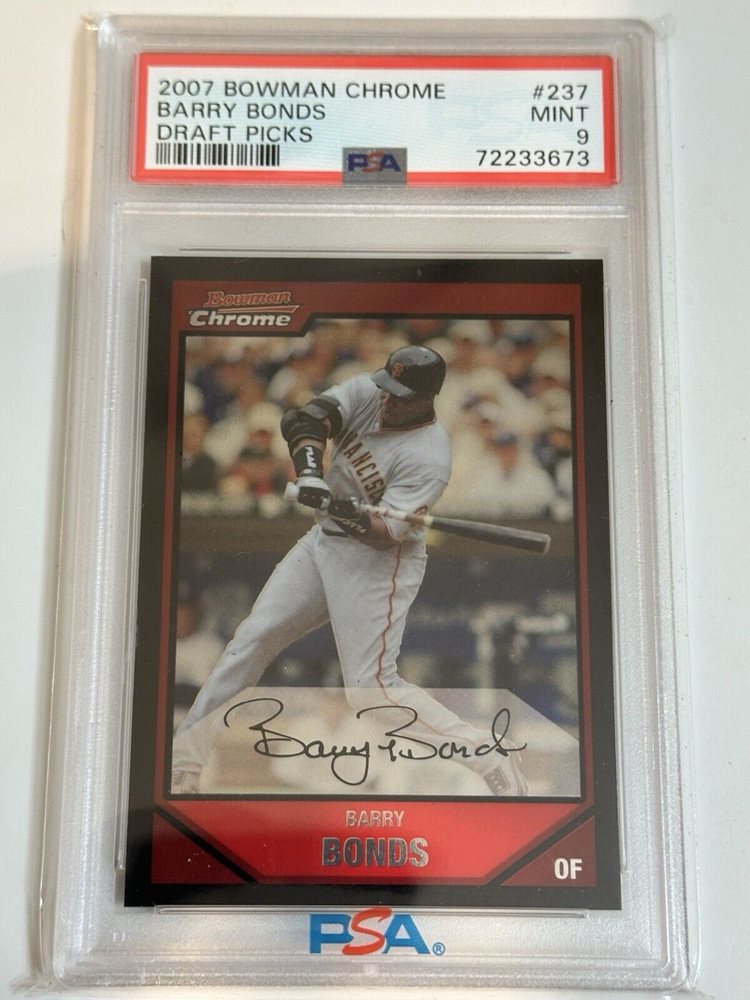 2007 BOWMAN CHROME #237
BARRY BONDS MINT
DRAFT PICKS 9
PSA 72233673
Bowman
Chrome
FRANCISC
Barry Bonds
BARRY
BONDS
OF
PSA®